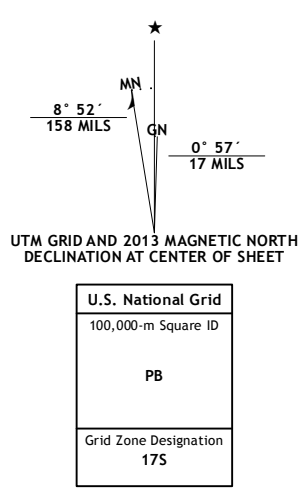 MN
8° 52´
158 MILS
GN
0° 57´
17 MILS
UTM GRID AND 2013 MAGNETIC NORTH
DECLINATION AT CENTER OF SHEET
U.S. National Grid
100,000-m Square ID
PB
Grid Zone Designation
17S